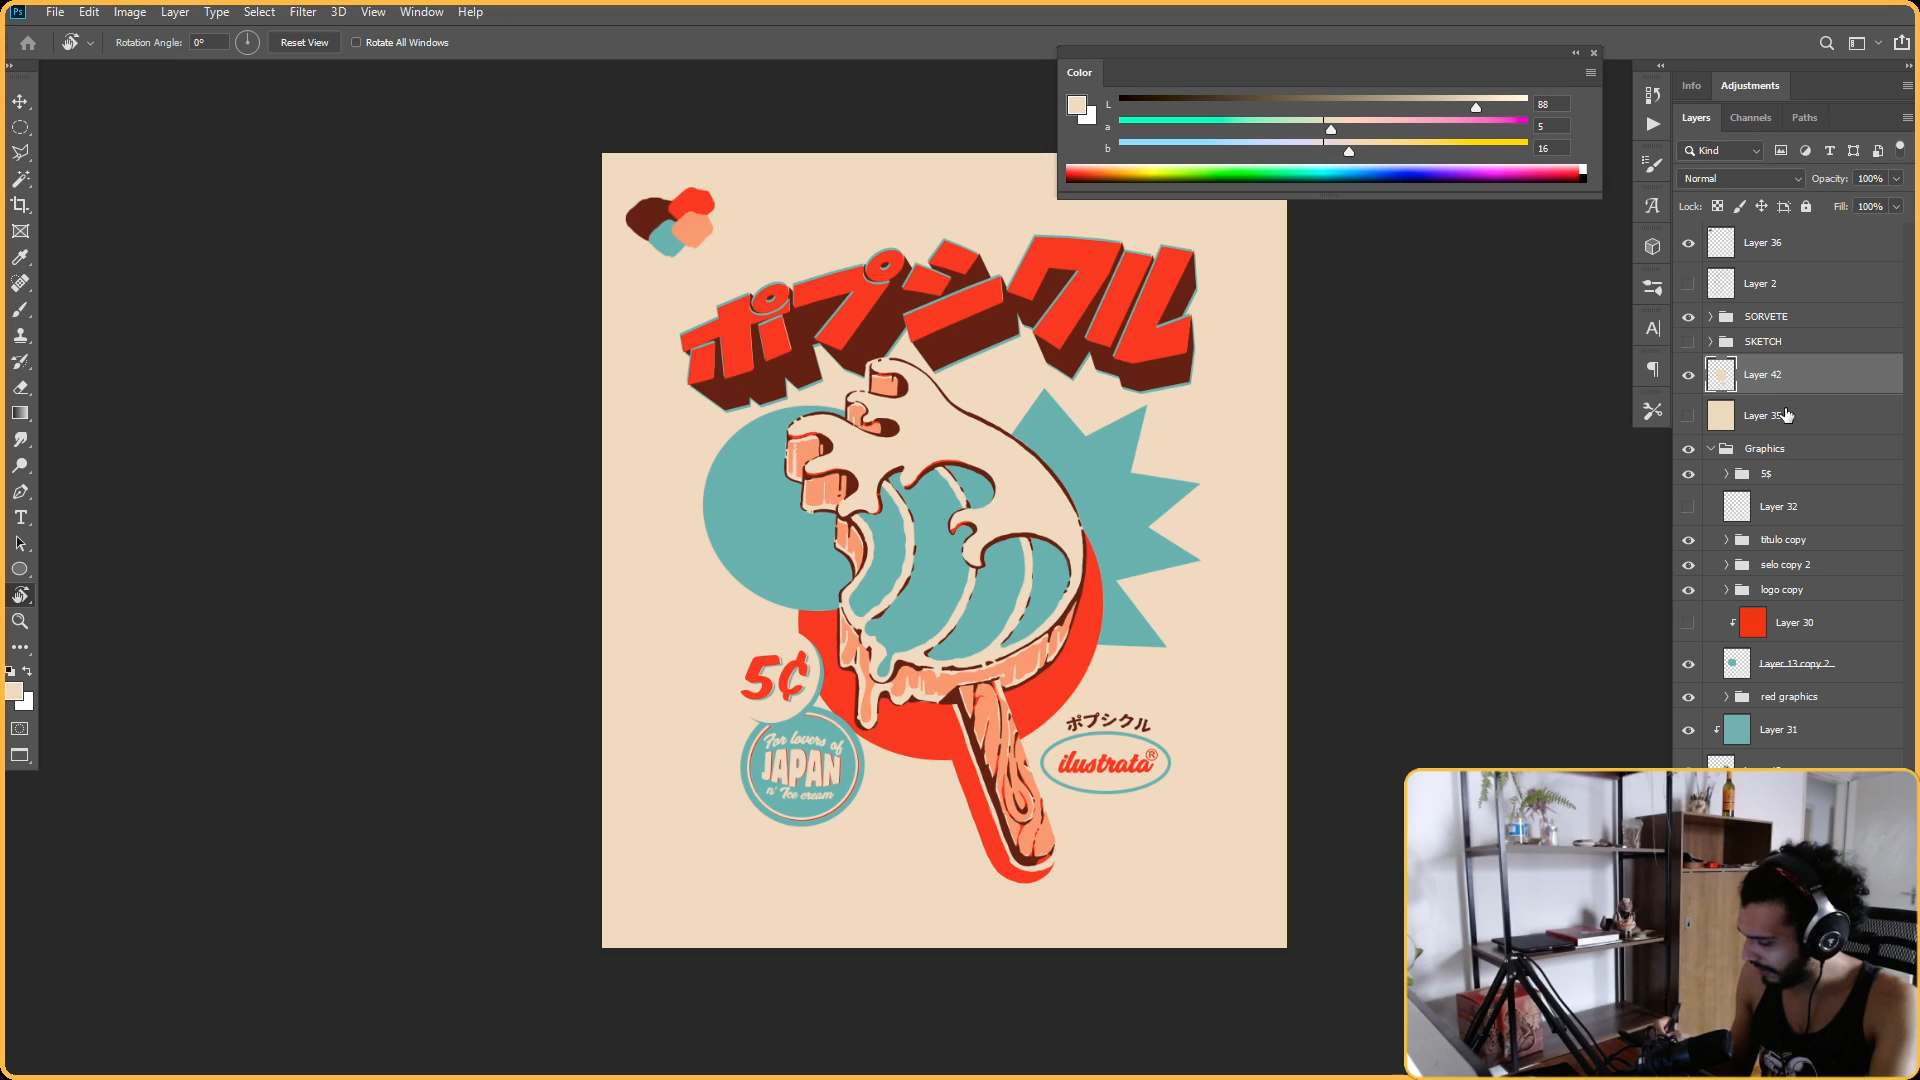 Ps File Edit Image Layer Type Select Filter 3D View Window Help
Rotation Angle: 0° Reset View Rotate All Windows
Color
L 88
a 5
b 16
Info Adjustments
Layers Channels Paths
Kind
Normal Opacity: 100%
Lock: Fill: 100%
Layer 36
Layer 2
SORVETE
SKETCH
Layer 42
Layer 35
Graphics
5$
Layer 32
titulo copy
selo copy 2
logo copy
Layer 30
Layer 13 copy 2
red graphics
Layer 31
ポプシクル
5¢
For lovers of
JAPAN
n' Ice cream
ポプシクル
ilustrata®